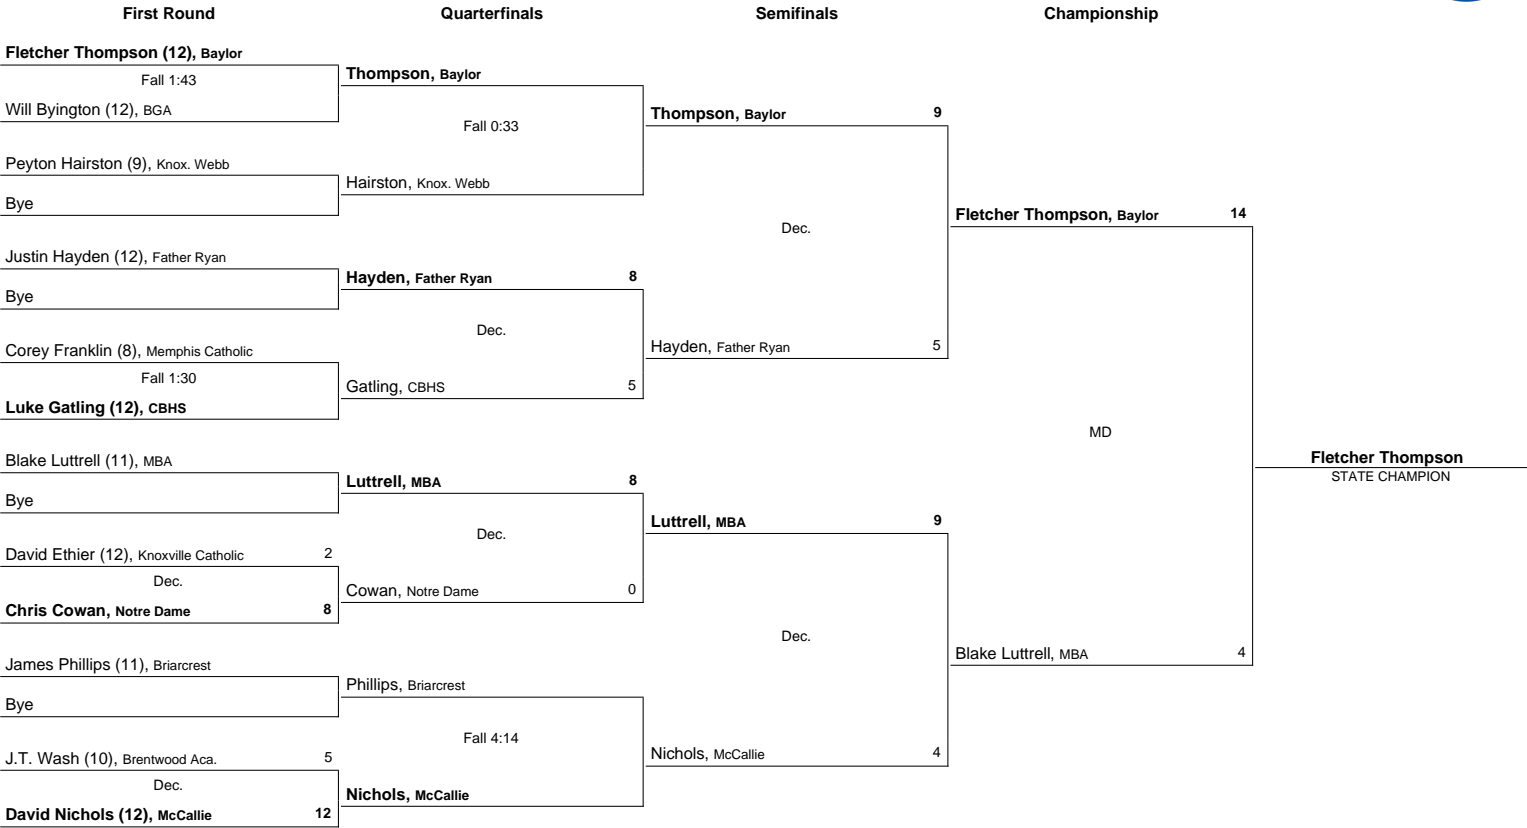 First Round
Quarterfinals
Semifinals
Championship
Fletcher Thompson (12), Baylor
Fall 1:43
Will Byington (12), BGA
Peyton Hairston (9), Knox. Webb
Bye
Justin Hayden (12), Father Ryan
Bye
Corey Franklin (8), Memphis Catholic
Fall 1:30
Luke Gatling (12), CBHS
Blake Luttrell (11), MBA
Bye
David Ethier (12), Knoxville Catholic 2
Dec.
Chris Cowan, Notre Dame 8
James Phillips (11), Briarcrest
Bye
J.T. Wash (10), Brentwood Aca. 5
Dec.
David Nichols (12), McCallie 12
Thompson, Baylor
Fall 0:33
Hairston, Knox. Webb
Hayden, Father Ryan 8
Dec.
Gatling, CBHS 5
Luttrell, MBA 8
Dec.
Cowan, Notre Dame 0
Phillips, Briarcrest
Fall 4:14
Nichols, McCallie
Thompson, Baylor 9
Dec.
Hayden, Father Ryan 5
Luttrell, MBA 9
Dec.
Nichols, McCallie 4
Fletcher Thompson, Baylor 14
MD
Blake Luttrell, MBA 4
Fletcher Thompson
STATE CHAMPION